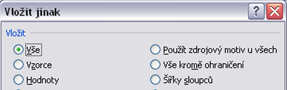 Vložit jinak
Vložit
Vše
Použít zdrojový motiv u všech
Vzorce
Vše kromě ohraničení
Hodnoty
Šířky sloupců